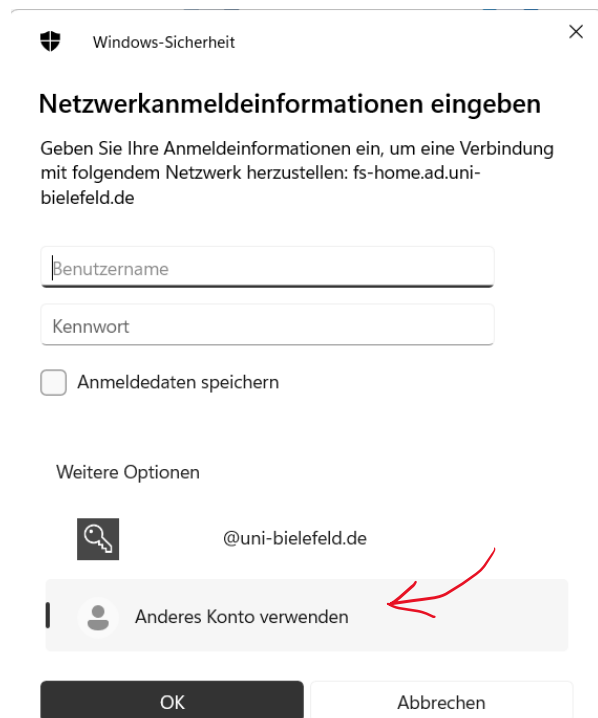 Windows-Sicherheit
Netzwerkanmeldeinformationen eingeben
Geben Sie Ihre Anmeldeinformationen ein, um eine Verbindung
mit folgendem Netzwerk herzustellen: fs-home.ad.uni-
bielefeld.de
Benutzername
Kennwort
Anmeldedaten speichern
Weitere Optionen
@uni-bielefeld.de
Anderes Konto verwenden
OK
Abbrechen